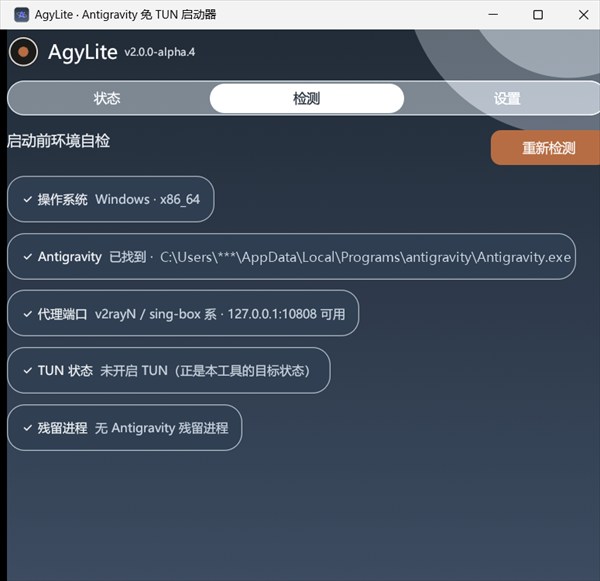 AgyLite · Antigravity 免 TUN 启动器
AgyLite v2.0.0-alpha.4
状态 检测 设置
启动前环境自检 重新检测
✓ 操作系统 Windows · x86_64
✓ Antigravity 已找到 · C:\Users\***\AppData\Local\Programs\antigravity\Antigravity.exe
✓ 代理端口 v2rayN / sing-box 系 · 127.0.0.1:10808 可用
✓ TUN 状态 未开启 TUN（正是本工具的目标状态）
✓ 残留进程 无 Antigravity 残留进程